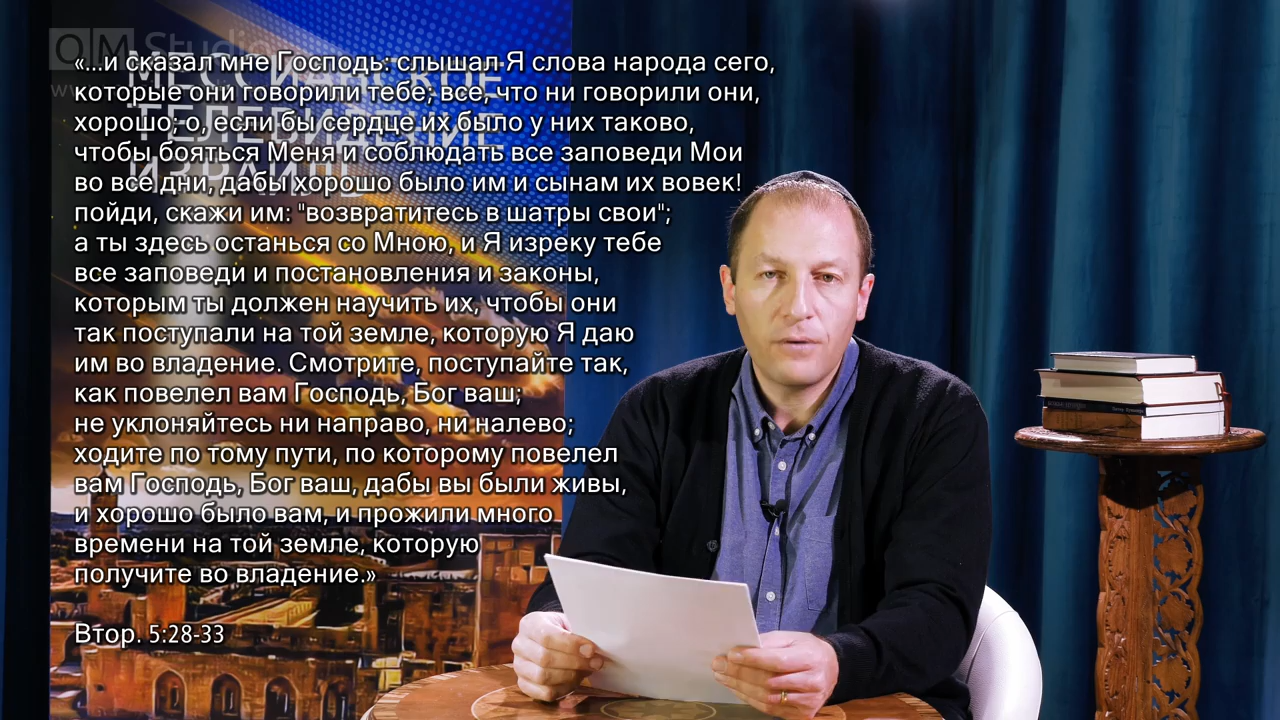 QM Studio
«...и сказал мне Господь: слышал Я слова народа сего,
которые они говорили тебе; все, что ни говорили они,
хорошо; о, если бы сердце их было у них таково,
чтобы бояться Меня и соблюдать все заповеди Мои
во все дни, дабы хорошо было им и сынам их вовек!
пойди, скажи им: "возвратитесь в шатры свои";
а ты здесь останься со Мною, и Я изреку тебе
все заповеди и постановления и законы,
которым ты должен научить их, чтобы они
так поступали на той земле, которую Я даю
им во владение. Смотрите, поступайте так,
как повелел вам Господь, Бог ваш;
не уклоняйтесь ни направо, ни налево;
ходите по тому пути, по которому повелел
вам Господь, Бог ваш, дабы вы были живы,
и хорошо было вам, и прожили много
времени на той земле, которую
получите во владение.»
Втор. 5:28-33
МЕССИАНСКОЕ
ТЕЛЕВИДЕНИЕ